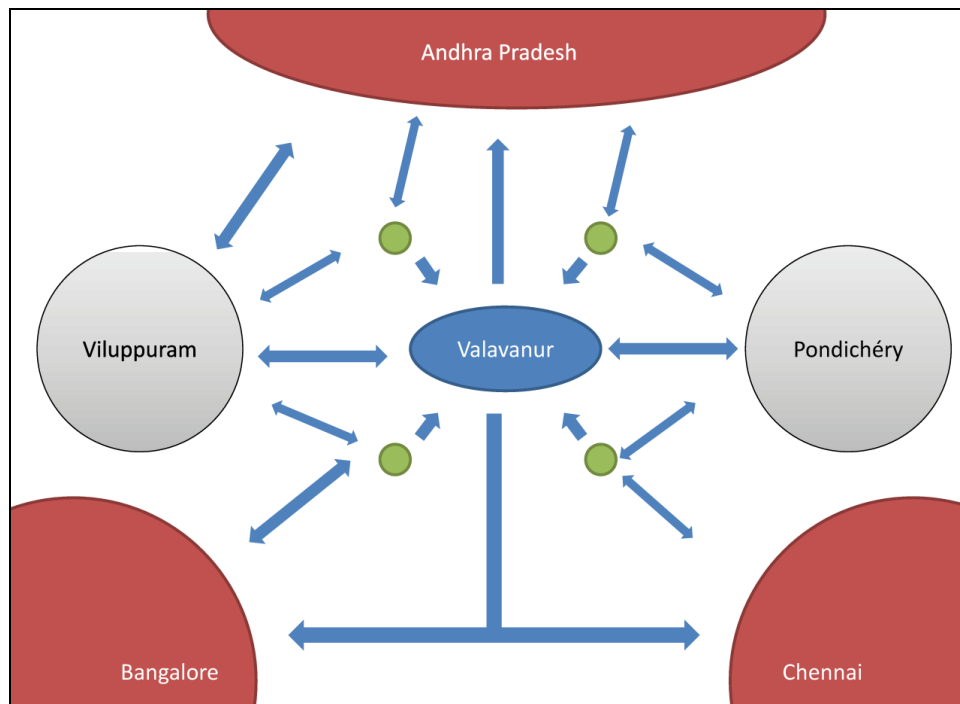 Andhra Pradesh
Viluppuram
Valavanur
Pondichéry
Bangalore
Chennai